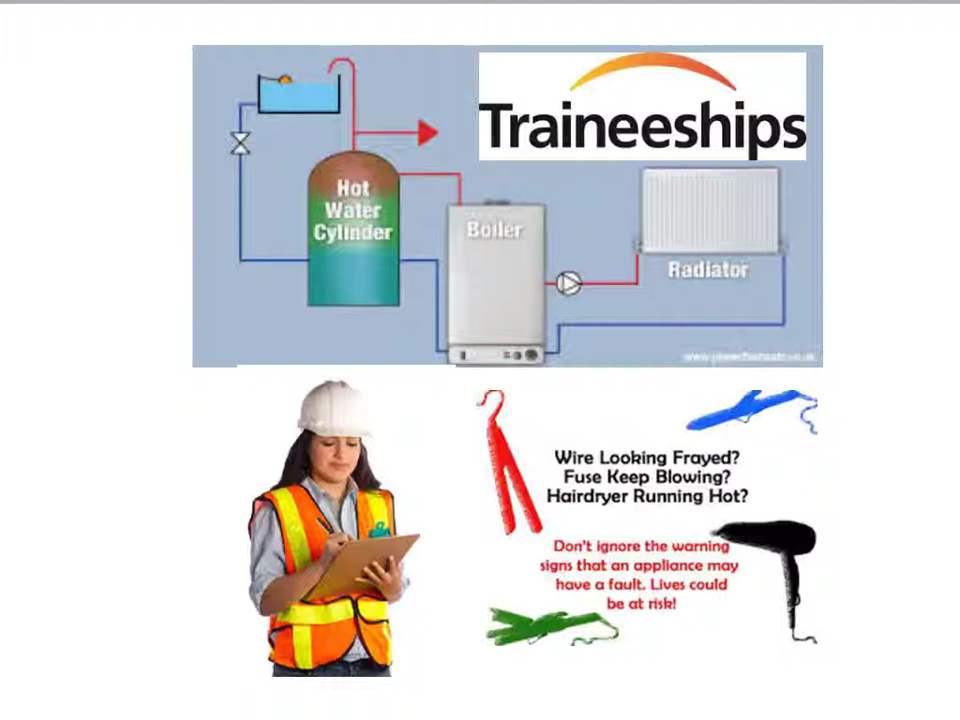 Traineeships
Hot
Water
Cylinder
Boiler
Radiator
Wire Looking Frayed?
Fuse Keep Blowing?
Hairdryer Running Hot?
Don't ignore the warning
signs that an appliance may
have a fault. Lives could
be at risk!